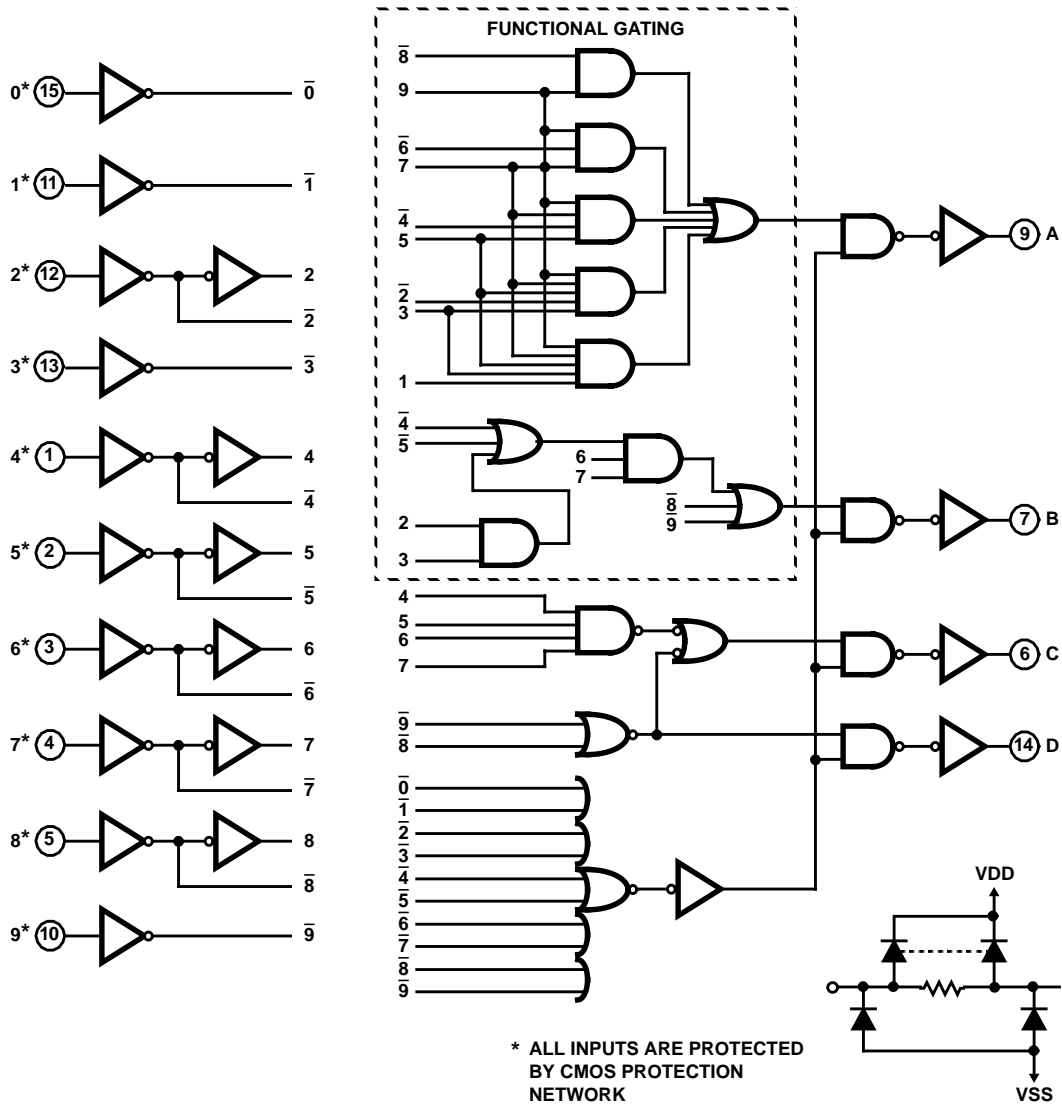 FUNCTIONAL GATING
0* 15 0̅
1* 11 1̅
2* 12 2
2̅
3* 13 3̅
4* 1 4
4̅
5* 2 5
5̅
6* 3 6
6̅
7* 4 7
7̅
8* 5 8
8̅
9* 10 9̅
8̅
9
6̅
7
4̅
5
2̅
3
1
9 A
4̅
5̅
6
7
8̅
9̅
2
3
7 B
4
5
6
7
6 C
9̅
8̅
14 D
0̅
1̅
2̅
3̅
4̅
5̅
6̅
7̅
8̅
9̅
VDD
VSS
* ALL INPUTS ARE PROTECTED
BY CMOS PROTECTION
NETWORK